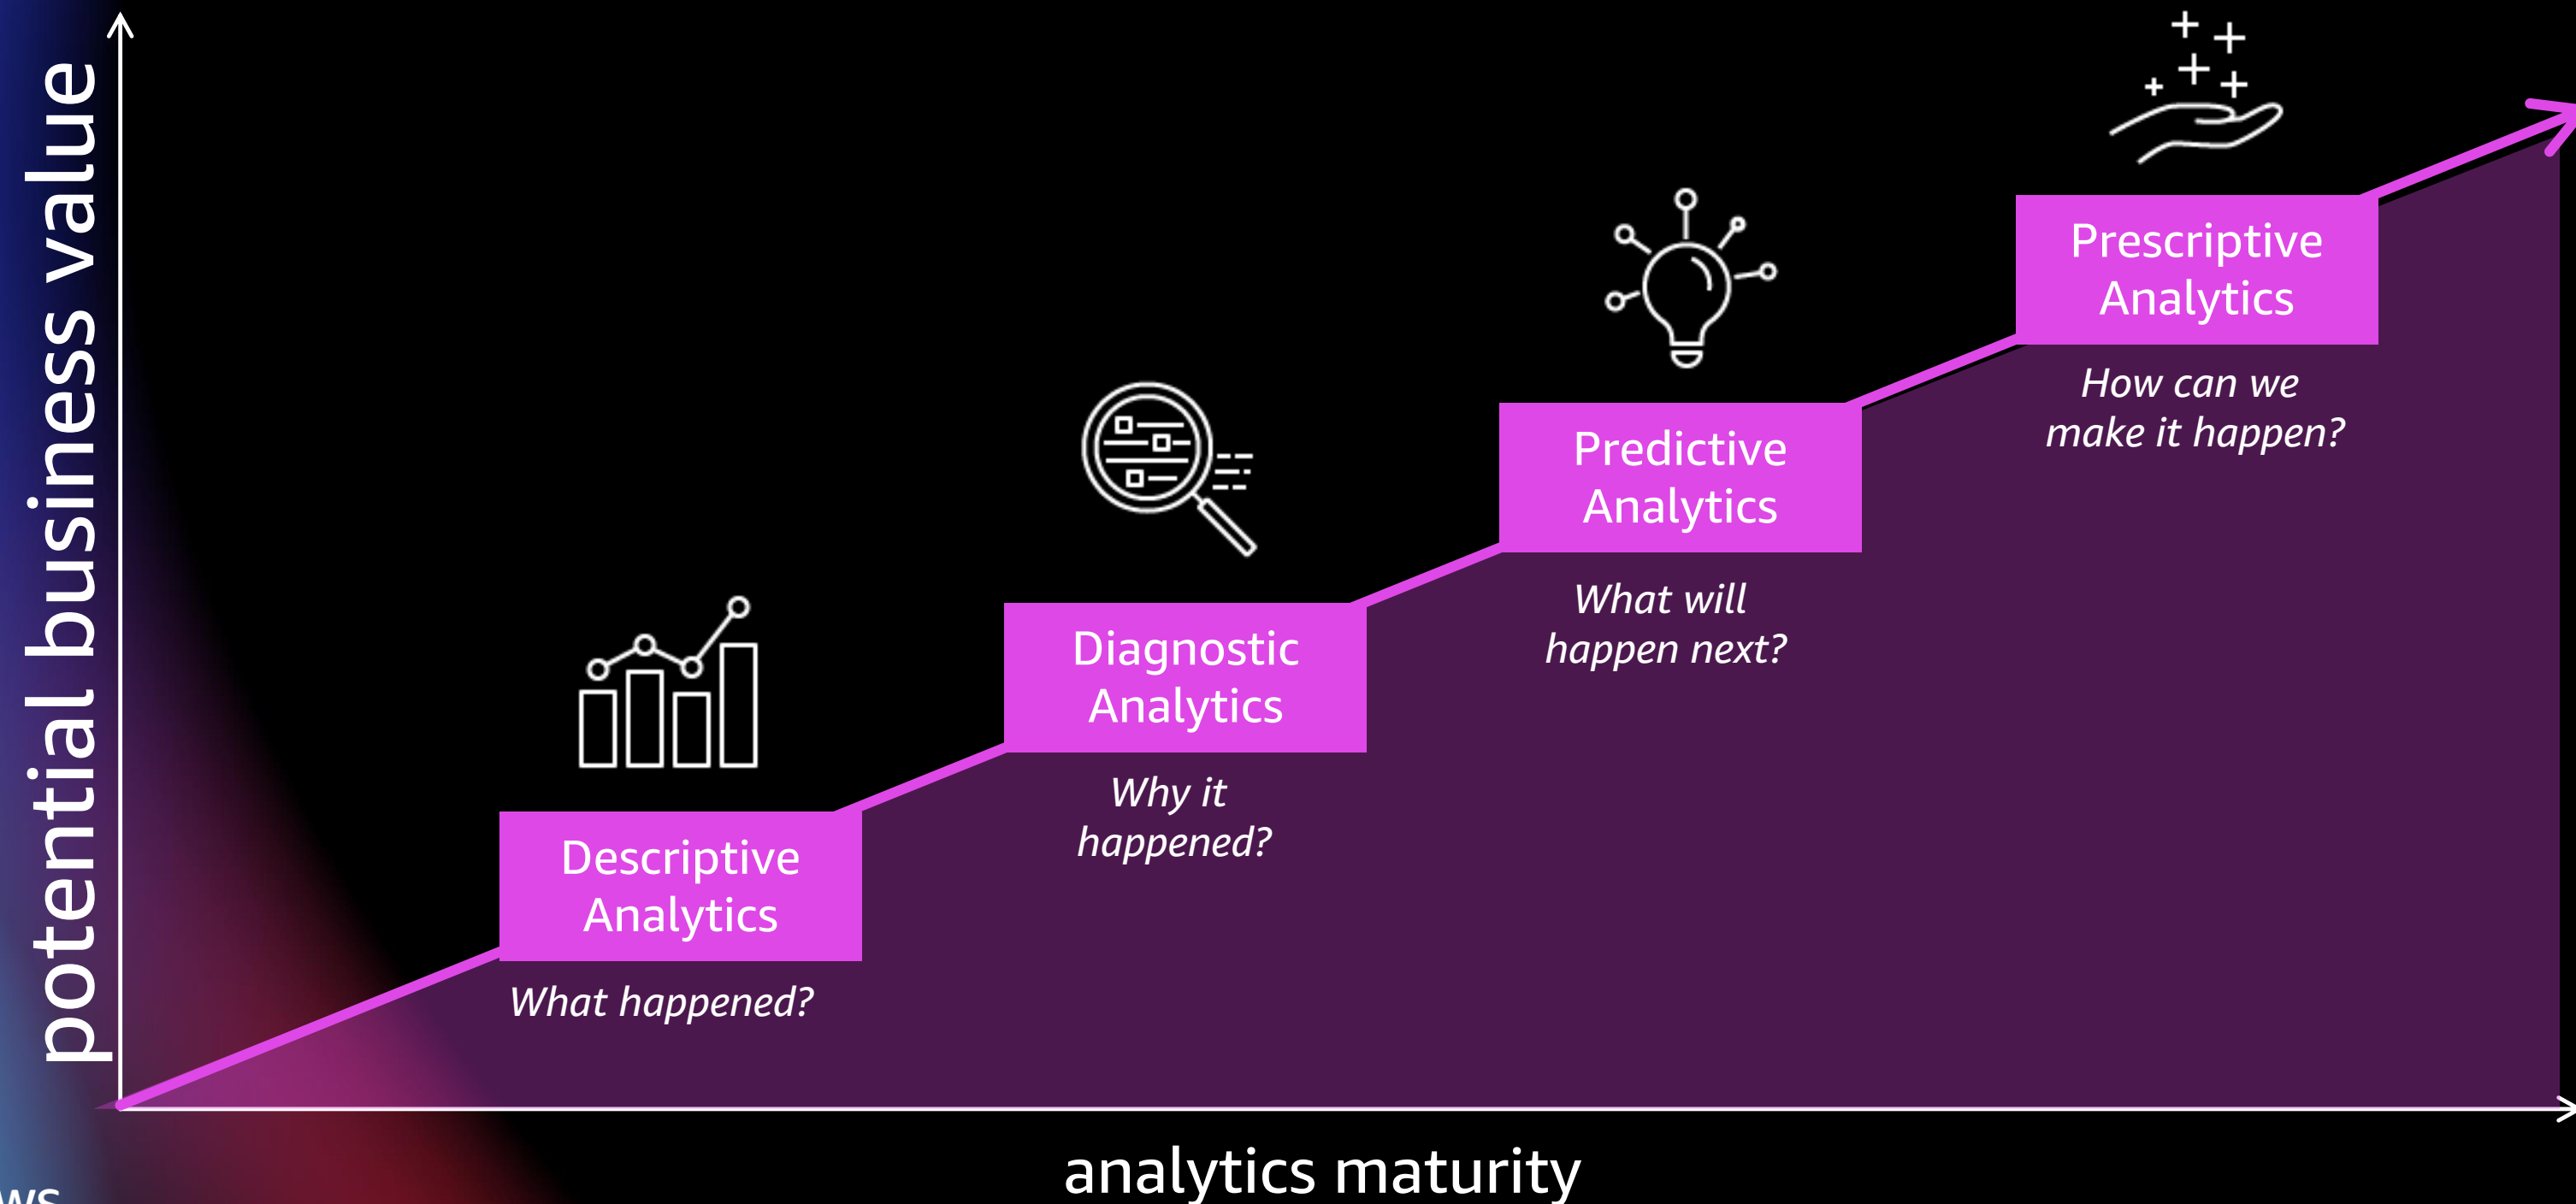 potential business value
Prescriptive
Analytics
How can we
make it happen?
Predictive
Analytics
What will
happen next?
Diagnostic
Analytics
Why it
happened?
Descriptive
Analytics
What happened?
analytics maturity